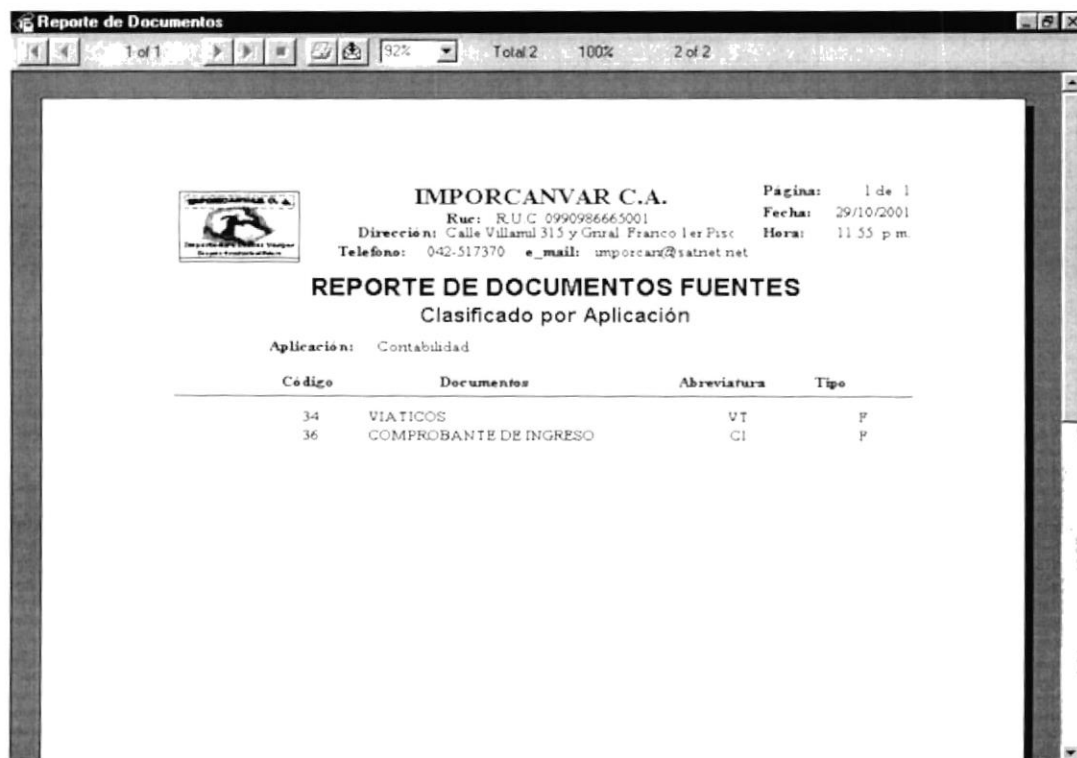 Reporte de Documentos
1 of 1 92% Total 2 100% 2 of 2
IMPORCANVAR C.A.
Página: 1 de 1
Ruc: R.U.C 0990986665001
Fecha: 29/10/2001
Dirección: Calle Villamil 315 y Gnral Franco 1er Piso
Hora: 11 55 p m.
Telefono: 042-517370 e_mail: imporcan@satnet net
IMPORCANVAR C. A.
REPORTE DE DOCUMENTOS FUENTES
Clasificado por Aplicación
Aplicación: Contabilidad
Código Documentos Abreviatura Tipo
34 VIATICOS VT F
36 COMPROBANTE DE INGRESO CI F